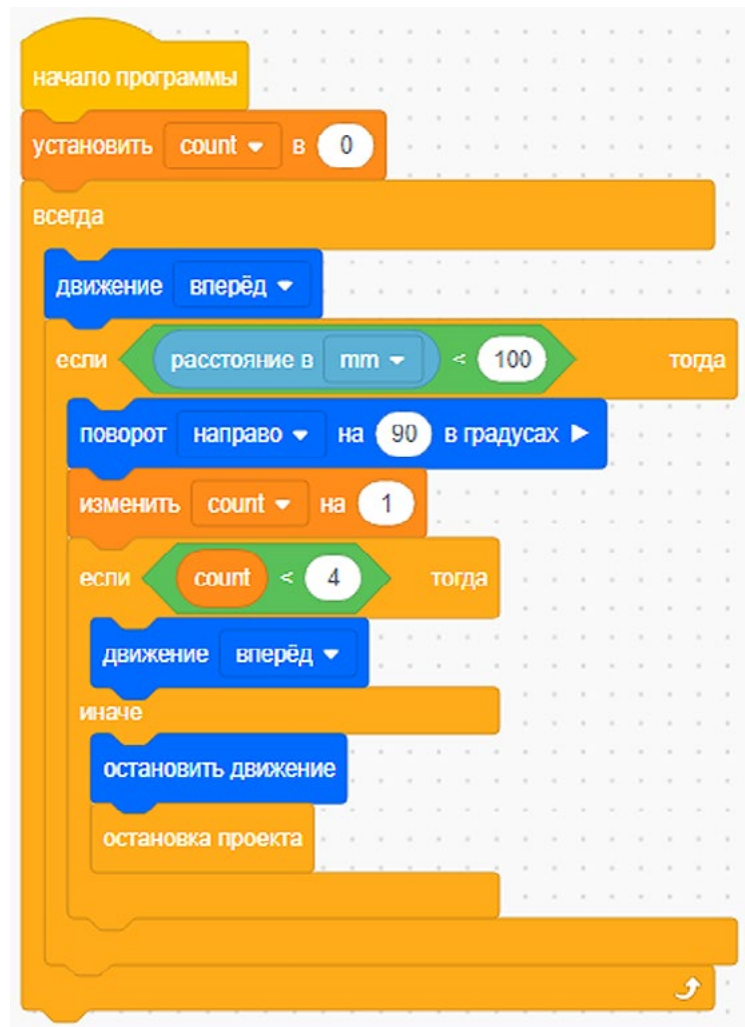 начало программы
установить count в 0
всегда
движение вперёд
если расстояние в mm < 100 тогда
поворот направо на 90 в градусах
изменить count на 1
если count < 4 тогда
движение вперёд
иначе
остановить движение
остановка проекта